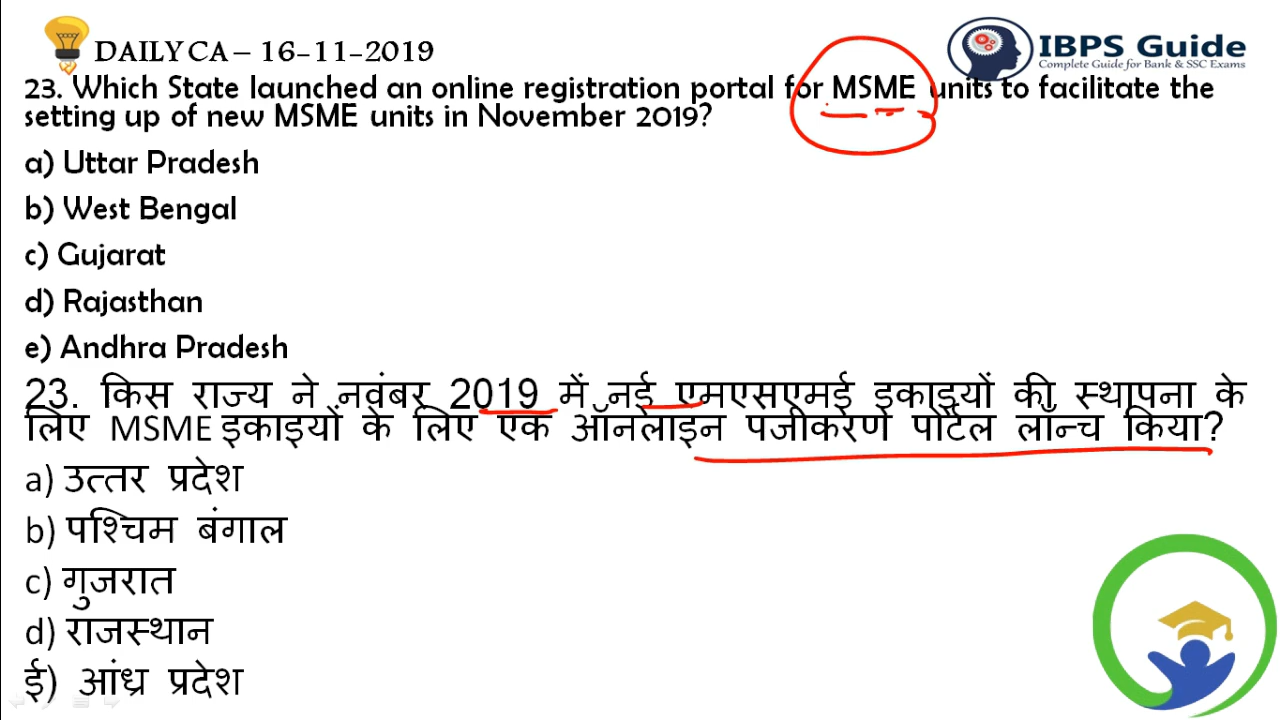 DAILY CA – 16-11-2019
IBPS Guide
Complete Guide for Bank & SSC Exams
23. Which State launched an online registration portal for MSME units to facilitate the
setting up of new MSME units in November 2019?
a) Uttar Pradesh
b) West Bengal
c) Gujarat
d) Rajasthan
e) Andhra Pradesh
23. किस राज्य ने नवंबर 2019 में नई एमएसएमई इकाइयों की स्थापना के
लिए MSME इकाइयों के लिए एक ऑनलाइन पंजीकरण पोर्टल लॉन्च किया?
a) उत्तर प्रदेश
b) पश्चिम बंगाल
c) गुजरात
d) राजस्थान
ई) आंध्र प्रदेश